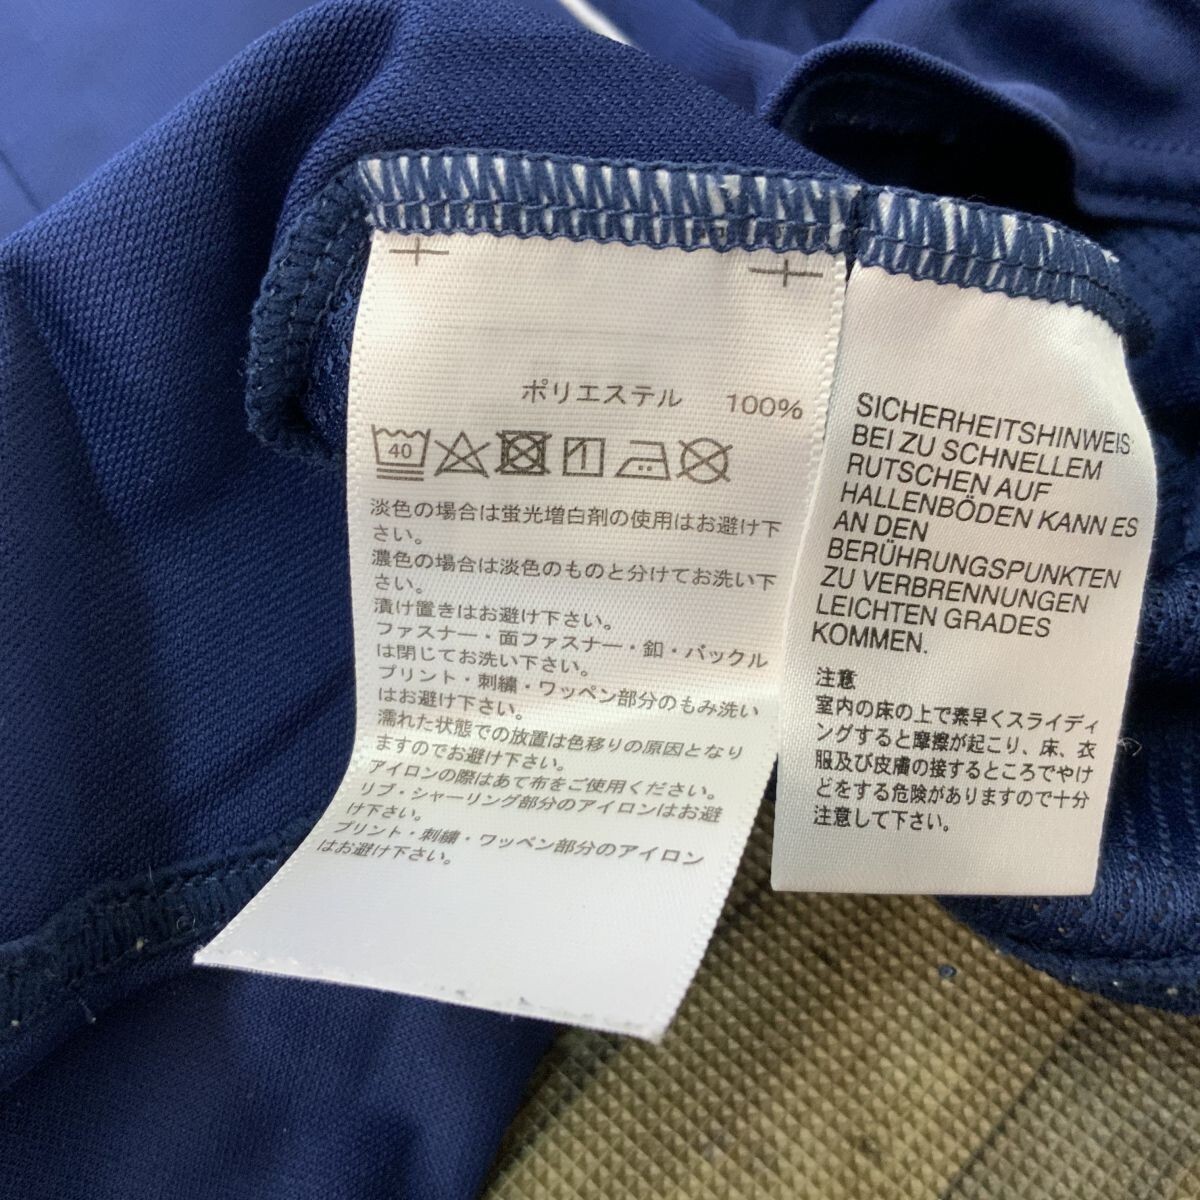 ポリエステル 100%
40
淡色の場合は蛍光増白剤の使用はお避け下
さい。
濃色の場合は淡色のものと分けてお洗い下
さい。
漬け置きはお避け下さい。
ファスナー・面ファスナー・釦・バックル
は閉じてお洗い下さい。
プリント・刺繍・ワッペン部分のもみ洗い
はお避け下さい。
濡れた状態での放置は色移りの原因となり
ますのでお避け下さい。
アイロンの際はあて布をご使用ください。
リブ・シャーリング部分のアイロンはお避
け下さい。
プリント・刺繍・ワッペン部分のアイロン
はお避け下さい。
SICHERHEITSHINWEIS:
BEI ZU SCHNELLEM
RUTSCHEN AUF
HALLENBÖDEN KANN ES
AN DEN
BERÜHRUNGSPUNKTEN
ZU VERBRENNUNGEN
LEICHTEN GRADES
KOMMEN.
注意
室内の床の上で素早くスライディ
ングすると摩擦が起こり、床、衣
服及び皮膚の接するところでやけ
どをする危険がありますので十分
注意して下さい。